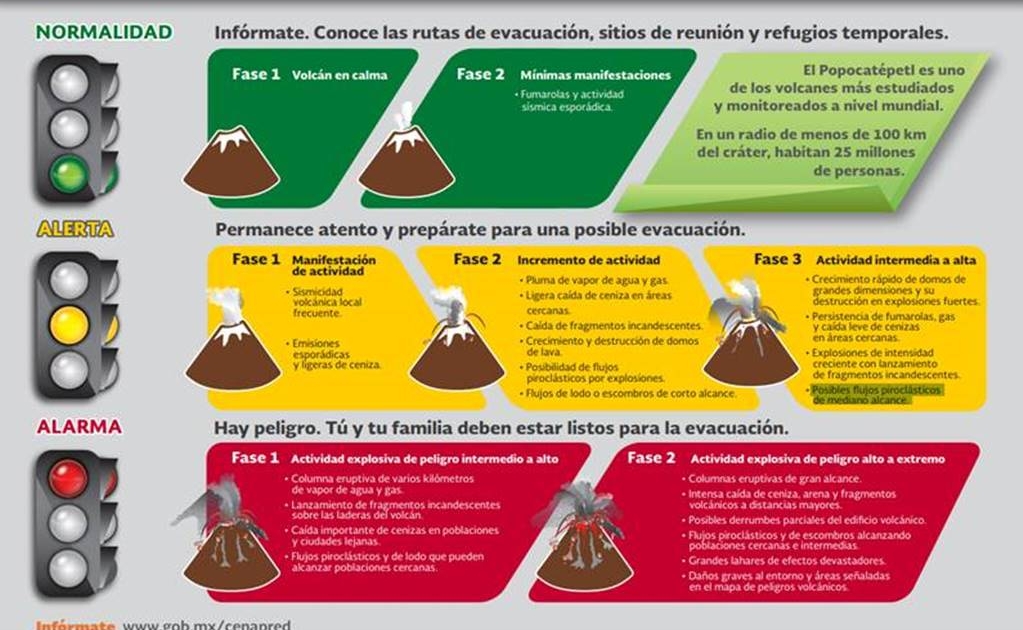 NORMALIDAD
Infórmate. Conoce las rutas de evacuación, sitios de reunión y refugios temporales.
Fase 1 Volcán en calma
Fase 2 Mínimas manifestaciones
• Fumarolas y actividad
sísmica esporádica.
El Popocatépetl es uno
de los volcanes más estudiados
y monitoreados a nivel mundial.
En un radio de menos de 100 km
del cráter, habitan 25 millones
de personas.
ALERTA
Permanece atento y prepárate para una posible evacuación.
Fase 1 Manifestación
de actividad
• Sismicidad
volcánica local
frecuente.
• Emisiones
esporádicas
y ligeras de ceniza.
Fase 2 Incremento de actividad
• Pluma de vapor de agua y gas.
• Ligera caída de ceniza en áreas
cercanas.
• Caída de fragmentos incandescentes.
• Crecimiento y destrucción de domos
de lava.
• Posibilidad de flujos
piroclásticos por explosiones.
• Flujos de lodo o escombros de corto alcance.
Fase 3 Actividad intermedia a alta
• Crecimiento rápido de domos de
grandes dimensiones y su
destrucción en explosiones fuertes.
• Persistencia de fumarolas, gas
y caída leve de cenizas
en áreas cercanas.
• Explosiones de intensidad
creciente con lanzamiento
de fragmentos incandescentes.
• Posibles flujos piroclásticos
de mediano alcance.
ALARMA
Hay peligro. Tú y tu familia deben estar listos para la evacuación.
Fase 1 Actividad explosiva de peligro intermedio a alto
• Columna eruptiva de varios kilómetros
de vapor de agua y gas.
• Lanzamiento de fragmentos incandescentes
sobre las laderas del volcán.
• Caída importante de cenizas en poblaciones
y ciudades lejanas.
• Flujos piroclásticos y de lodo que pueden
alcanzar poblaciones cercanas.
Fase 2 Actividad explosiva de peligro alto a extremo
• Columnas eruptivas de gran alcance.
• Intensa caída de ceniza, arena y fragmentos
volcánicos a distancias mayores.
• Posibles derrumbes parciales del edificio volcánico.
• Flujos piroclásticos y de escombros alcanzando
poblaciones cercanas e intermedias.
• Grandes lahares de efectos devastadores.
• Daños graves al entorno y áreas señaladas
en el mapa de peligros volcánicos.
Infórmate www.gob.mx/cenapred